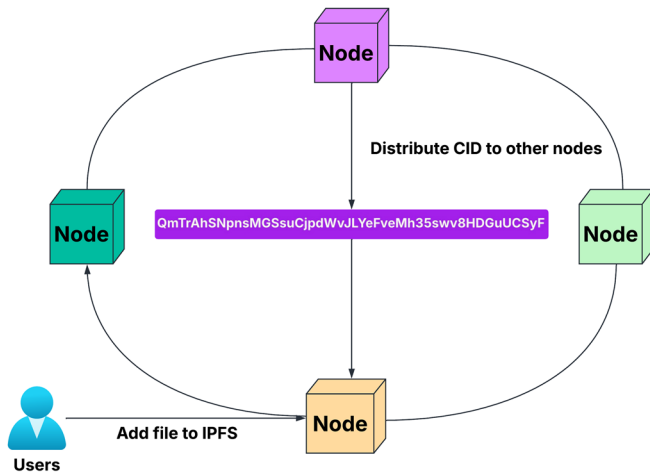 Node
Distribute CID to other nodes
QmTrAhSNpnsMGSsuCjpdWvJLYeFveMh35swv8HDGuUCSyF
Node
Node
Node
Add file to IPFS
Users